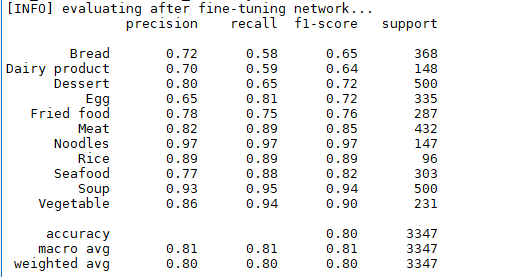 [INFO] evaluating after fine-tuning network...
precision recall f1-score support
Bread 0.72 0.58 0.65 368
Dairy product 0.70 0.59 0.64 148
Dessert 0.80 0.65 0.72 500
Egg 0.65 0.81 0.72 335
Fried food 0.78 0.75 0.76 287
Meat 0.82 0.89 0.85 432
Noodles 0.97 0.97 0.97 147
Rice 0.89 0.89 0.89 96
Seafood 0.77 0.88 0.82 303
Soup 0.93 0.95 0.94 500
Vegetable 0.86 0.94 0.90 231
accuracy 0.80 3347
macro avg 0.81 0.81 0.81 3347
weighted avg 0.80 0.80 0.80 3347